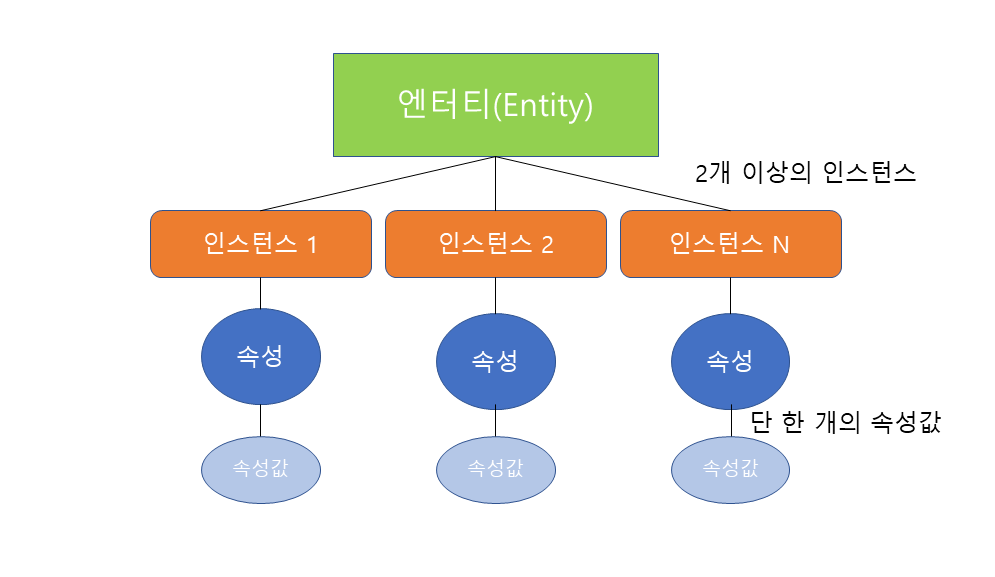 엔터티(Entity)
2개 이상의 인스턴스
인스턴스 1
인스턴스 2
인스턴스 N
속성
속성
속성
단 한 개의 속성값
속성값
속성값
속성값